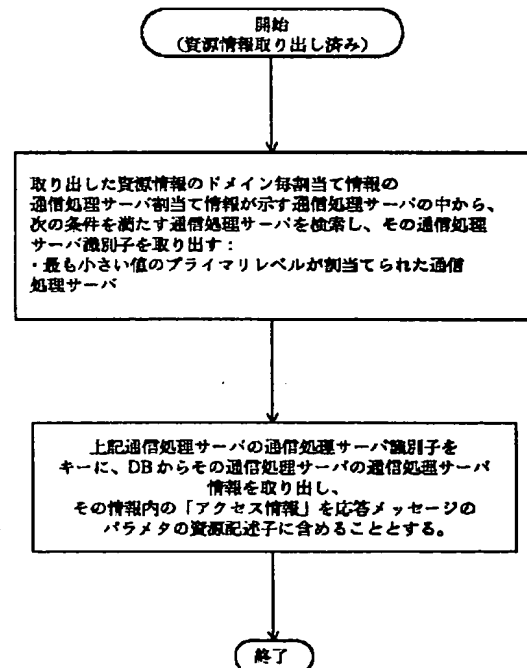 開始
(資源情報取り出し済み)
取り出した資源情報のドメイン毎割当て情報の
通信処理サーバ割当て情報が示す通信処理サーバの中から、
次の条件を満たす通信処理サーバを検索し、その通信処理
サーバ識別子を取り出す:
・最も小さい値のプライマリレベルが割当てられた通信
処理サーバ
上記通信処理サーバの通信処理サーバ識別子を
キーに、DBからその通信処理サーバの通信処理サーバ
情報を取り出し、
その情報内の「アクセス情報」を応答メッセージの
パラメタの資源記述子に含めることとする。
終了